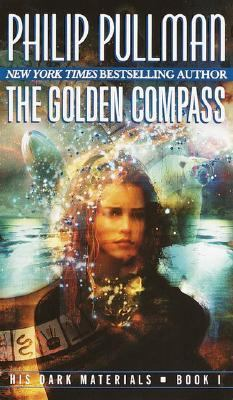 PHILIP PULLMAN
NEW YORK TIMES BESTSELLING AUTHOR
THE GOLDEN COMPASS
HIS DARK MATERIALS ■ BOOK I